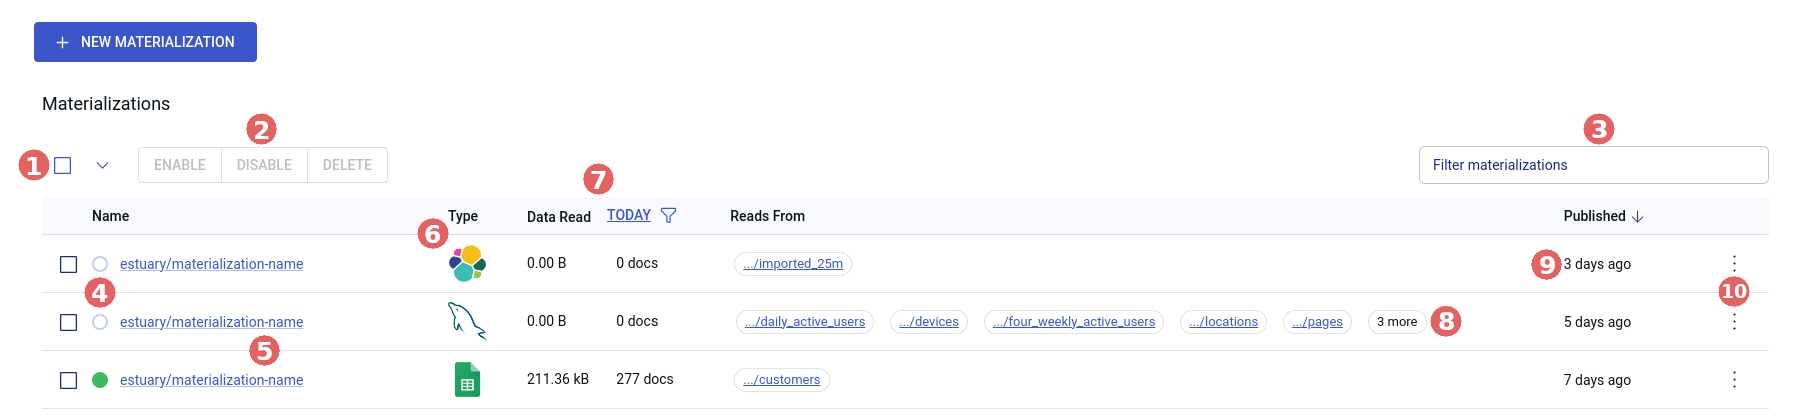 + NEW MATERIALIZATION
Materializations
2
3
1 ENABLE DISABLE DELETE Filter materializations
7
Name Type Data Read TODAY Reads From Published ↓
6
estuary/materialization-name 0.00 B 0 docs .../imported_25m 9 3 days ago
4 10
estuary/materialization-name 0.00 B 0 docs .../daily_active_users .../devices .../four_weekly_active_users .../locations .../pages 3 more 8 5 days ago
5
estuary/materialization-name 211.36 kB 277 docs .../customers 7 days ago